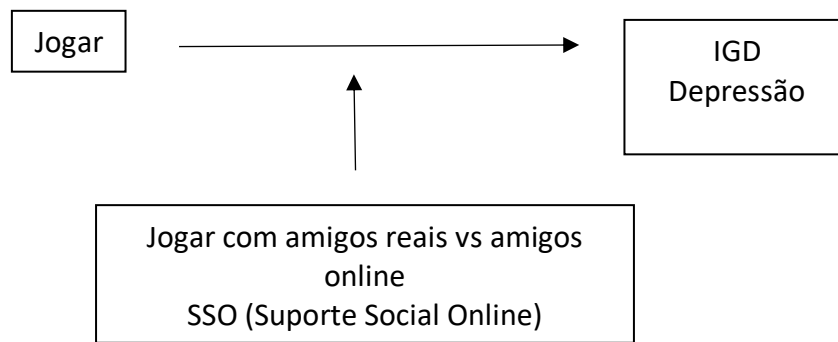 Jogar
IGD
Depressão
Jogar com amigos reais vs amigos
online
SSO (Suporte Social Online)